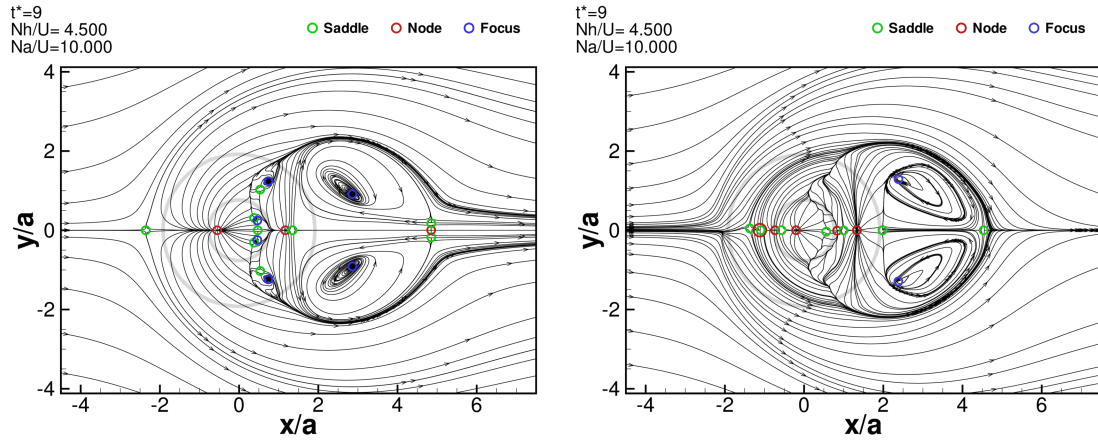 t*=9
Nh/U= 4.500
Na/U=10.000
Saddle Node Focus
y/a
4
2
0
-2
-4
-4 -2 0 2 4 6
x/a
t*=9
Nh/U= 4.500
Na/U=10.000
Saddle Node Focus
y/a
4
2
0
-2
-4
-4 -2 0 2 4 6
x/a